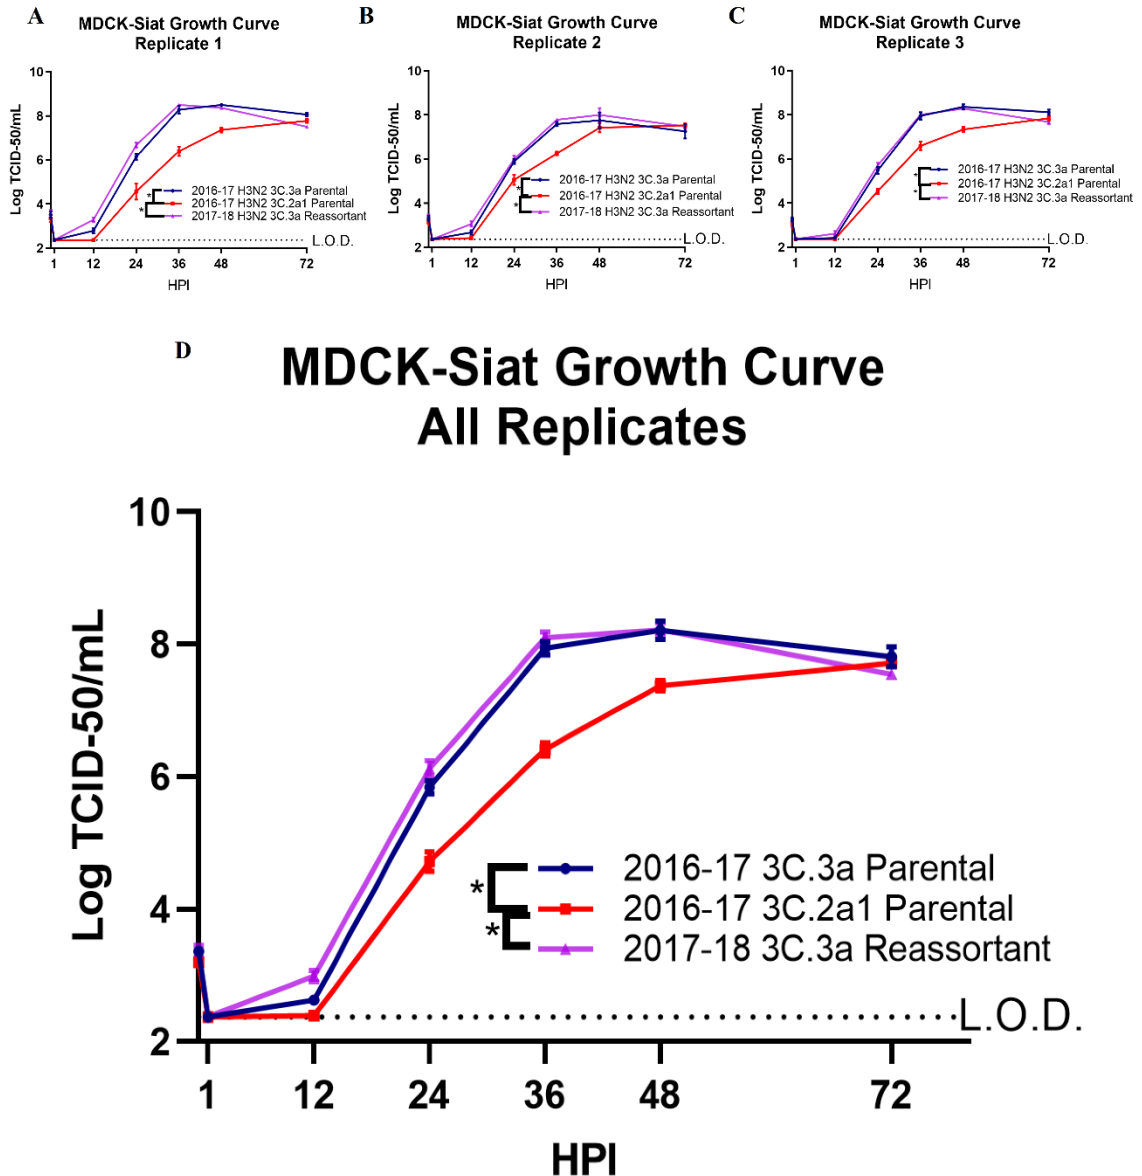 A
MDCK-Siat Growth Curve
Replicate 1
Log TCID-50/mL
10
8
6
4
2
2016-17 H3N2 3C.3a Parental
2016-17 H3N2 3C.2a1 Parental
2017-18 H3N2 3C.3a Reassortant
*
*
L.O.D.
1 12 24 36 48 72
HPI
B
MDCK-Siat Growth Curve
Replicate 2
Log TCID-50/mL
10
8
6
4
2
2016-17 H3N2 3C.3a Parental
2016-17 H3N2 3C.2a1 Parental
2017-18 H3N2 3C.3a Reassortant
*
*
L.O.D.
1 12 24 36 48 72
HPI
C
MDCK-Siat Growth Curve
Replicate 3
Log TCID-50/mL
10
8
6
4
2
2016-17 H3N2 3C.3a Parental
2016-17 H3N2 3C.2a1 Parental
2017-18 H3N2 3C.3a Reassortant
*
*
L.O.D.
1 12 24 36 48 72
HPI
D
MDCK-Siat Growth Curve
All Replicates
Log TCID-50/mL
10
8
6
4
2
2016-17 3C.3a Parental
2016-17 3C.2a1 Parental
2017-18 3C.3a Reassortant
*
*
L.O.D.
1 12 24 36 48 72
HPI